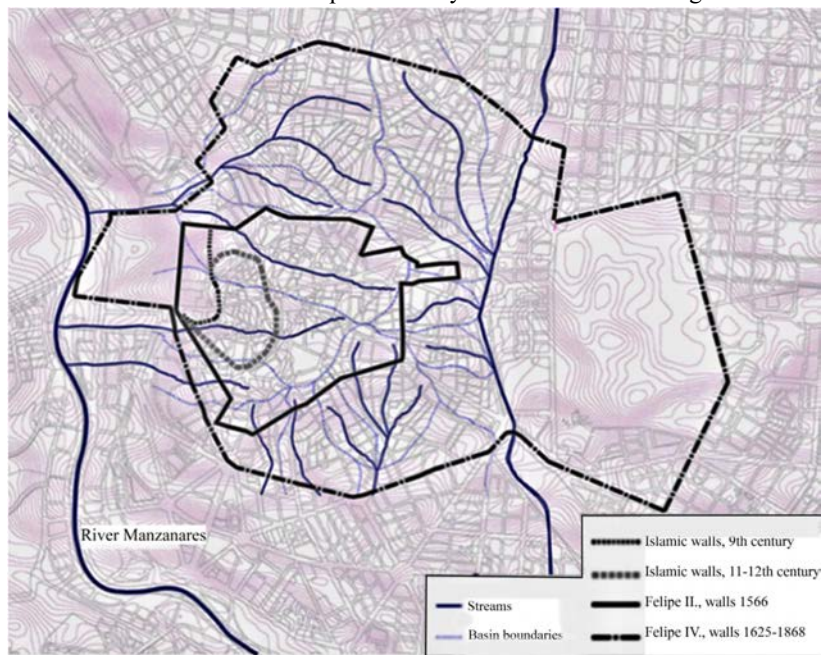 River Manzanares
Islamic walls, 9th century
Islamic walls, 11-12th century
Streams
Felipe II., walls 1566
Basin boundaries
Felipe IV., walls 1625-1868